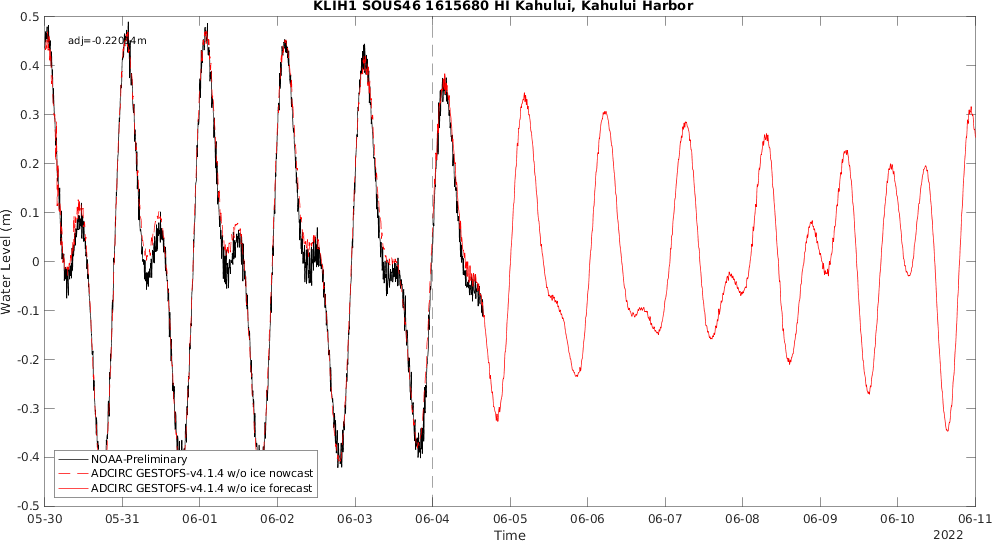 KLIH1 SOUS46 1615680 HI Kahului, Kahului Harbor
0.5
0.4
0.3
0.2
0.1
0
-0.1
-0.2
-0.3
-0.4
-0.5
Water Level (m)
NOAA-Preliminary
ADCIRC GESTOFS-v4.1.4 w/o ice nowcast
ADCIRC GESTOFS-v4.1.4 w/o ice forecast
05-30 05-31 06-01 06-02 06-03 06-04 06-05 06-06 06-07 06-08 06-09 06-10 06-11
Time
2022